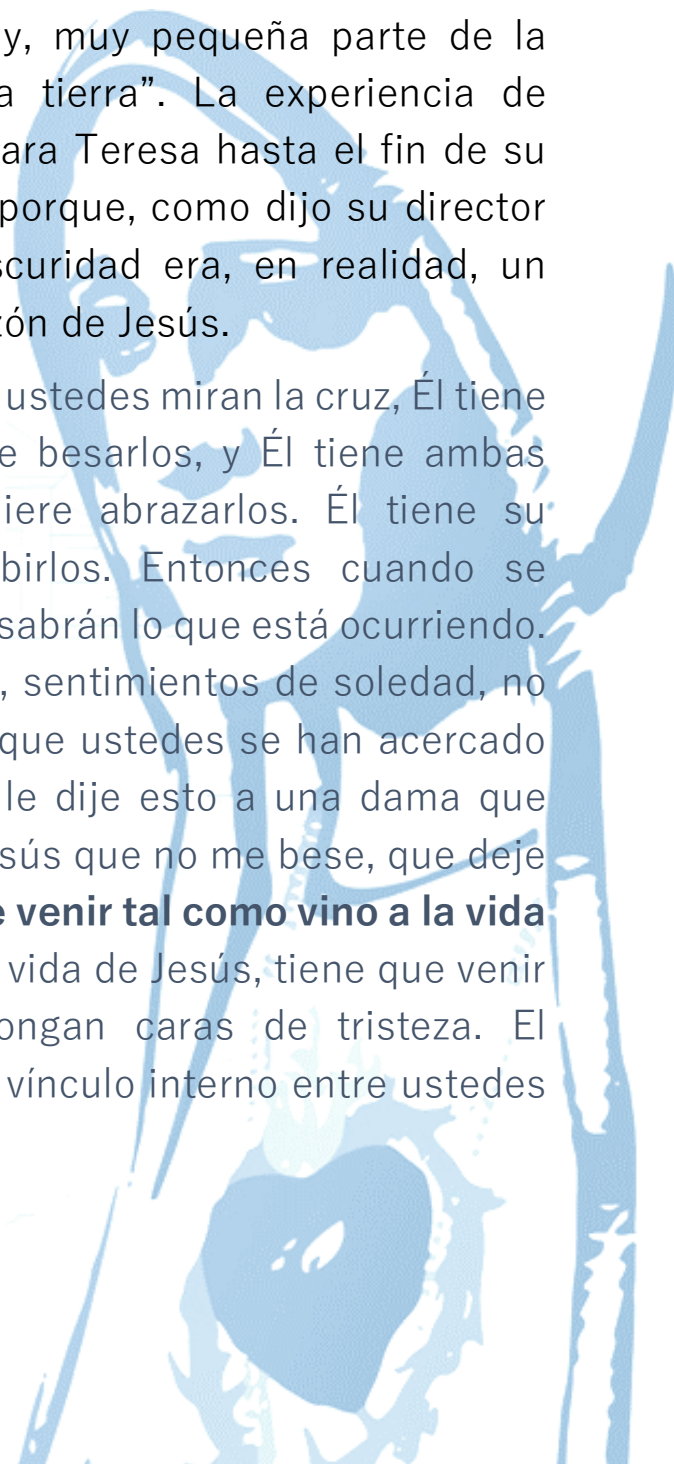 y, muy pequeña parte de la
a tierra”. La experiencia de
ara Teresa hasta el fin de su
porque, como dijo su director
scuridad era, en realidad, un
zón de Jesús.
ustedes miran la cruz, Él tiene
e besarlos, y Él tiene ambas
iere abrazarlos. Él tiene su
birlos. Entonces cuando se
sabrán lo que está ocurriendo.
, sentimientos de soledad, no
que ustedes se han acercado
le dije esto a una dama que
sús que no me bese, que deje
e venir tal como vino a la vida
vida de Jesús, tiene que venir
ongan caras de tristeza. El
vínculo interno entre ustedes